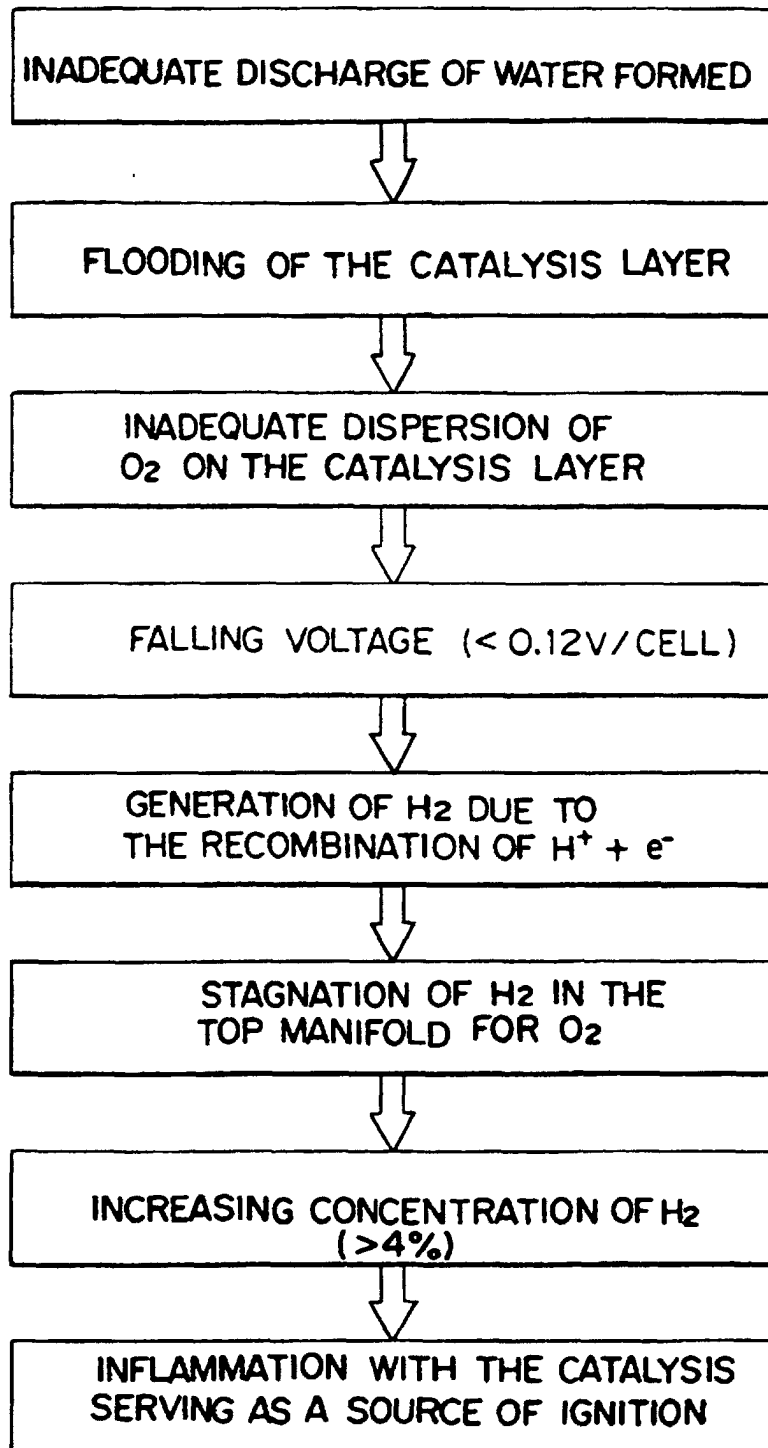 INADEQUATE DISCHARGE OF WATER FORMED
FLOODING OF THE CATALYSIS LAYER
INADEQUATE DISPERSION OF
O2 ON THE CATALYSIS LAYER
FALLING VOLTAGE (< 0.12V/CELL)
GENERATION OF H2 DUE TO
THE RECOMBINATION OF H⁺ + e⁻
STAGNATION OF H2 IN THE
TOP MANIFOLD FOR O2
INCREASING CONCENTRATION OF H2
(>4%)
INFLAMMATION WITH THE CATALYSIS
SERVING AS A SOURCE OF IGNITION